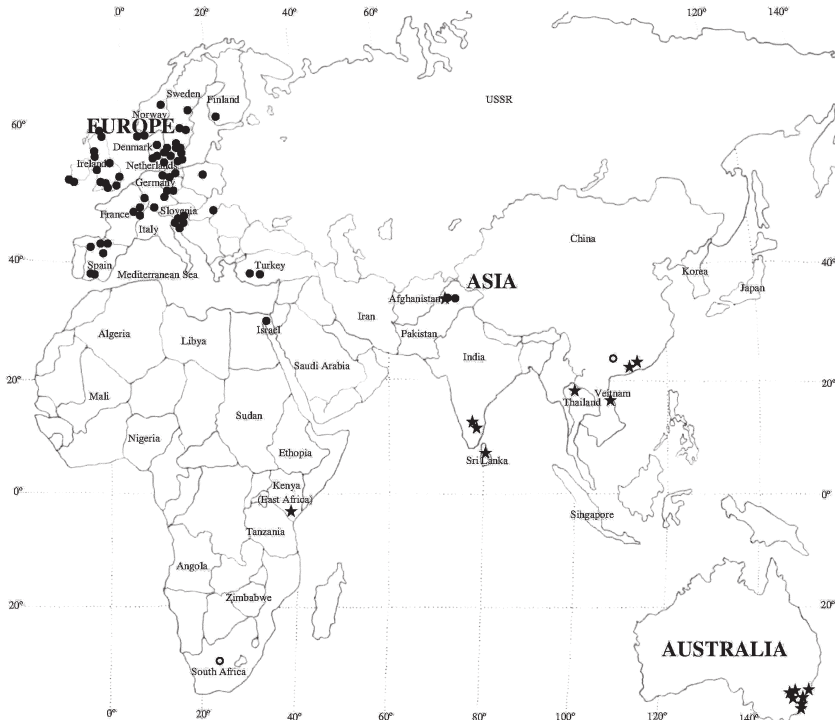 0° 20° 40° 60° 120° 140°
Sweden
Finland
USSR
Norway
EUROPE
60°
Denmark
Ireland
Netherlands
Germany
France
Slovenia
Italy
China
40°
Spain
Turkey
Mediterranean Sea
ASIA
Korea
40°
Japan
Afghanistan
Israel
Iran
Pakistan
Algeria
Libya
India
Saudi Arabia
20°
Mali
Veitnam
Thailand
20°
Sudan
Nigeria
Ethiopia
Sri Lanka
Kenya
0°
(East Africa)
0°
Singapore
Tanzania
Angola
Zimbabwe
20°
20°
AUSTRALIA
South Africa
0° 20° 40° 60° 80° 100° 120° 140°